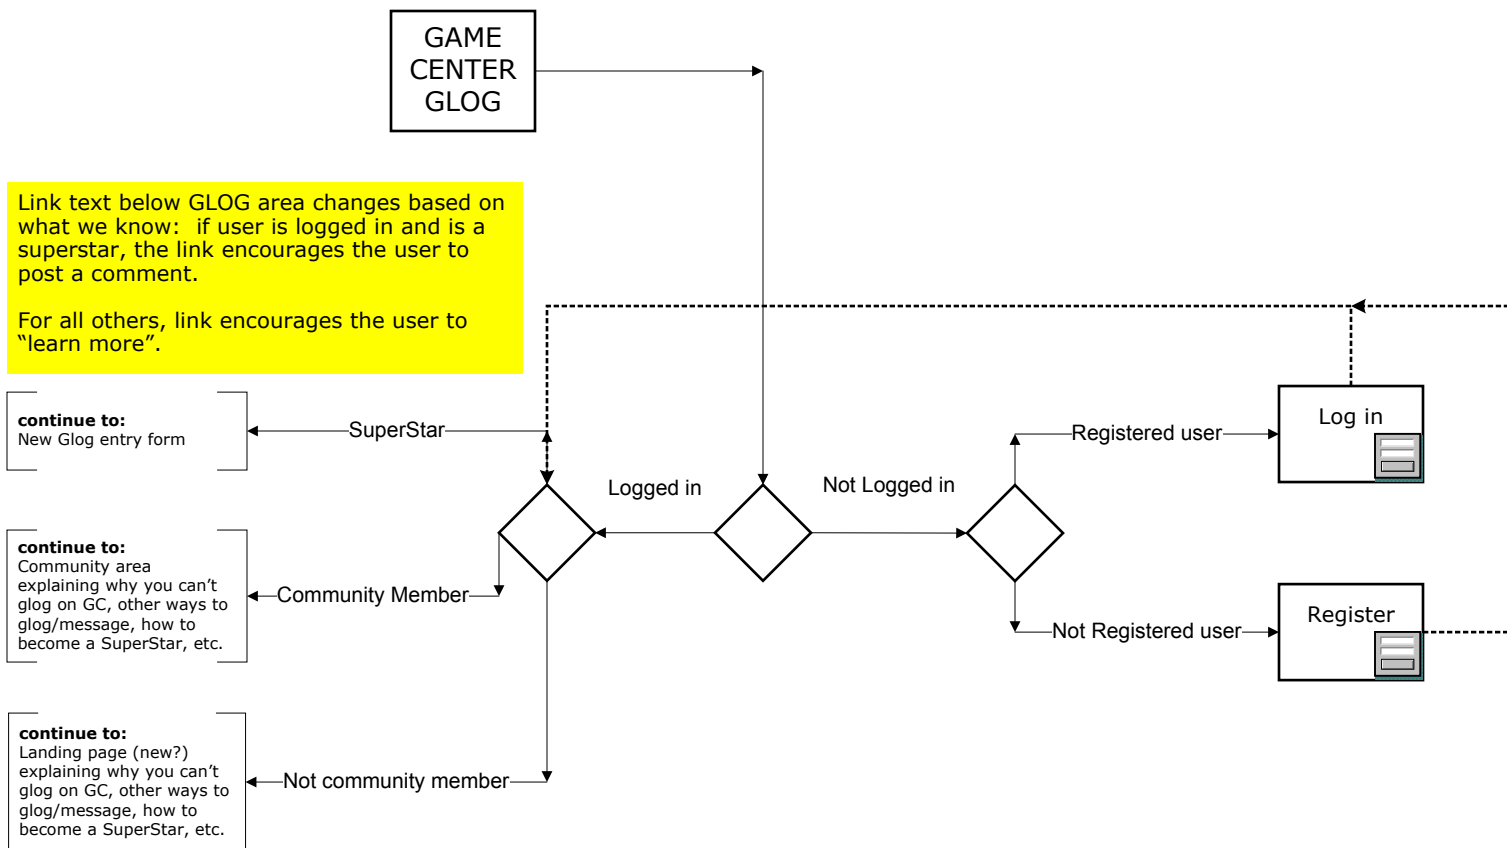 GAME
CENTER
GLOG
Link text below GLOG area changes based on
what we know:  if user is logged in and is a
superstar, the link encourages the user to
post a comment.
For all others, link encourages the user to
“learn more”.
continue to:
New Glog entry form
SuperStar
Logged in
Not Logged in
Registered user
Log in
continue to:
Community area
explaining why you can’t
glog on GC, other ways to
glog/message, how to
become a SuperStar, etc.
Community Member
Not Registered user
Register
continue to:
Landing page (new?)
explaining why you can’t
glog on GC, other ways to
glog/message, how to
become a SuperStar, etc.
Not community member